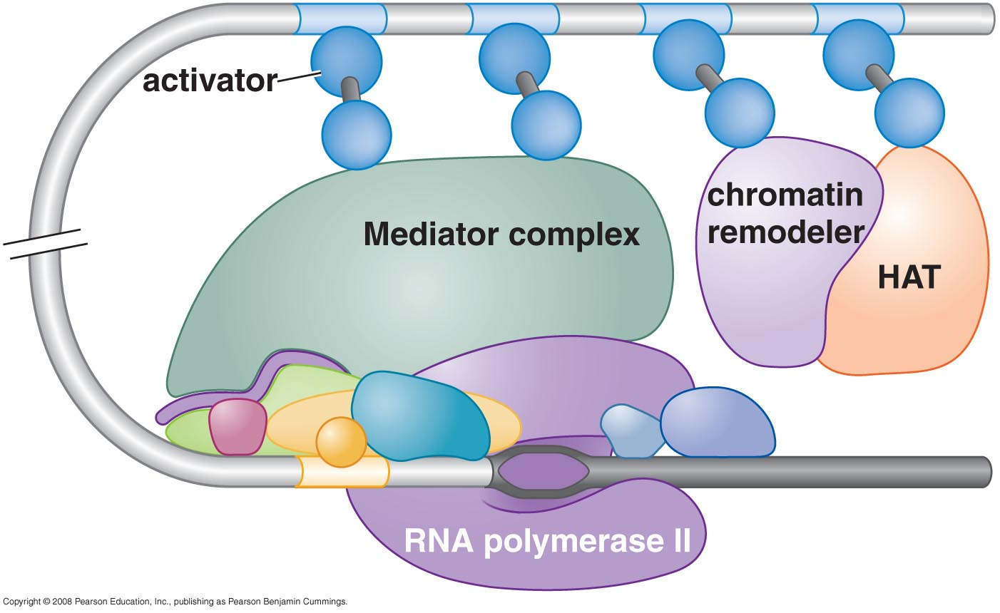 activator
Mediator complex
chromatin
remodeler
HAT
RNA polymerase II
Copyright © 2008 Pearson Education, Inc., publishing as Pearson Benjamin Cummings.